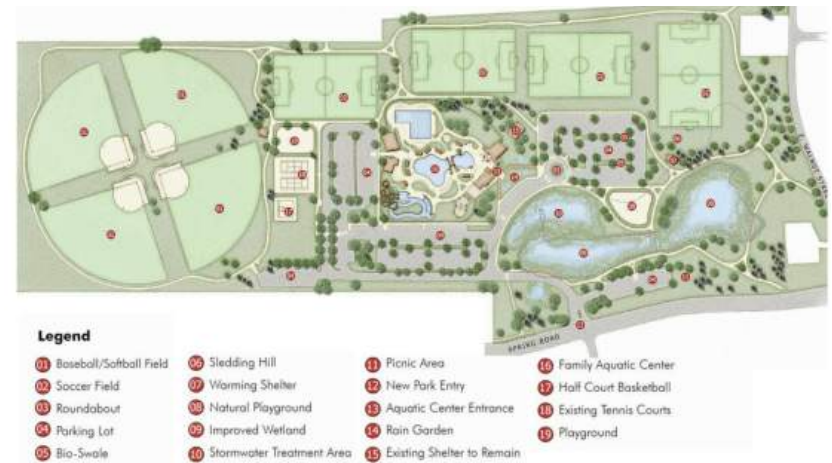 SPRING ROAD
Legend
01 Baseball/Softball Field
02 Soccer Field
03 Roundabout
04 Parking Lot
05 Bio-Swale
06 Sledding Hill
07 Warming Shelter
08 Natural Playground
09 Improved Wetland
10 Stormwater Treatment Area
11 Picnic Area
12 New Park Entry
13 Aquatic Center Entrance
14 Rain Garden
15 Existing Shelter to Remain
16 Family Aquatic Center
17 Half Court Basketball
18 Existing Tennis Courts
19 Playground